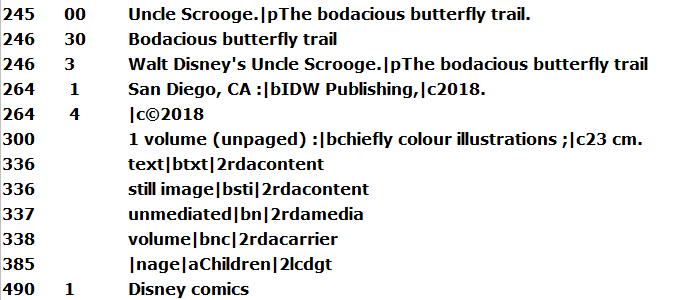 245 00 Uncle Scrooge.|pThe bodacious butterfly trail.
246 30 Bodacious butterfly trail
246 3 Walt Disney's Uncle Scrooge.|pThe bodacious butterfly trail
264 1 San Diego, CA :|bIDW Publishing,|c2018.
264 4 |c©2018
300 1 volume (unpaged) :|bchiefly colour illustrations ;|c23 cm.
336 text|btxt|2rdacontent
336 still image|bsti|2rdacontent
337 unmediated|bn|2rdamedia
338 volume|bnc|2rdacarrier
385 |nage|aChildren|2lcdgt
490 1 Disney comics